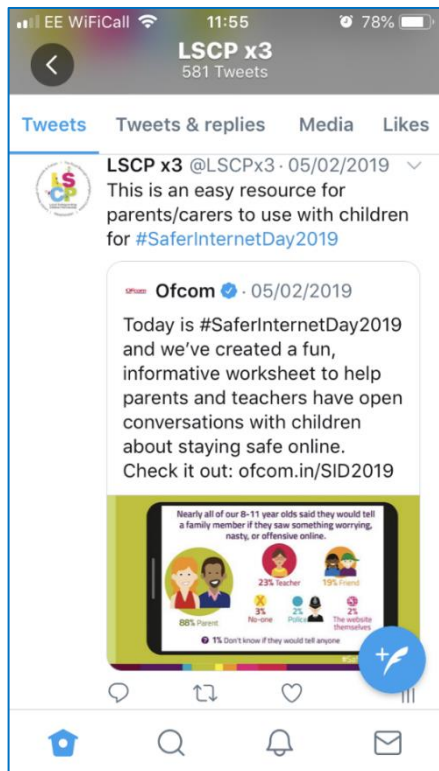 EE WiFiCall 11:55 78%
LSCP x3
581 Tweets
Tweets Tweets & replies Media Likes
LSCP x3 @LSCPx3 · 05/02/2019
This is an easy resource for
parents/carers to use with children
for #SaferInternetDay2019
LS
CP
Ofcom · 05/02/2019
Today is #SaferInternetDay2019
and we've created a fun,
informative worksheet to help
parents and teachers have open
conversations with children
about staying safe online.
Check it out: ofcom.in/SID2019
Nearly all of our 8-11 year olds said they would tell
a family member if they saw something worrying,
nasty, or offensive online.
23% Teacher 19% Friend
88% Parent
3%
No-one
2%
Police
2%
The website
themselves
1% Don't know if they would tell anyone